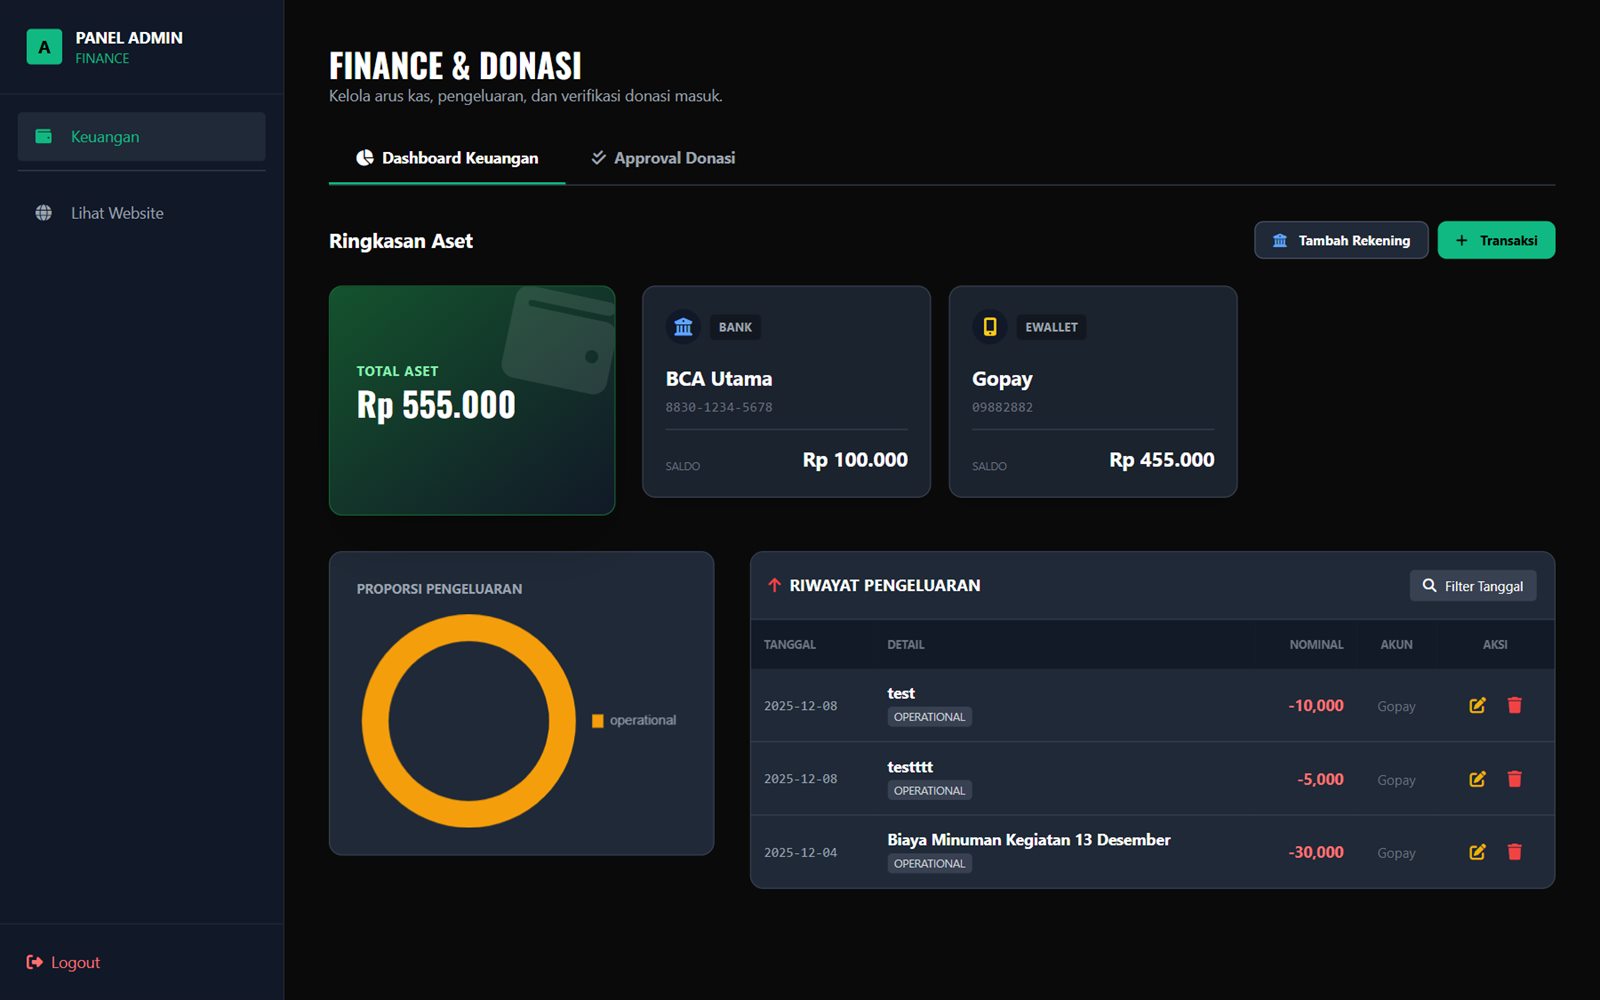 A
PANEL ADMIN
FINANCE
Keuangan
Lihat Website
Logout
FINANCE & DONASI
Kelola arus kas, pengeluaran, dan verifikasi donasi masuk.
Dashboard Keuangan
Approval Donasi
Ringkasan Aset
Tambah Rekening
+ Transaksi
TOTAL ASET
Rp 555.000
BANK
BCA Utama
8830-1234-5678
SALDO Rp 100.000
EWALLET
Gopay
09882882
SALDO Rp 455.000
PROPORSI PENGELUARAN
operational
RIWAYAT PENGELUARAN
Filter Tanggal
TANGGAL DETAIL NOMINAL AKUN AKSI
2025-12-08 test -10,000 Gopay
OPERATIONAL
2025-12-08 testttt -5,000 Gopay
OPERATIONAL
2025-12-04 Biaya Minuman Kegiatan 13 Desember -30,000 Gopay
OPERATIONAL